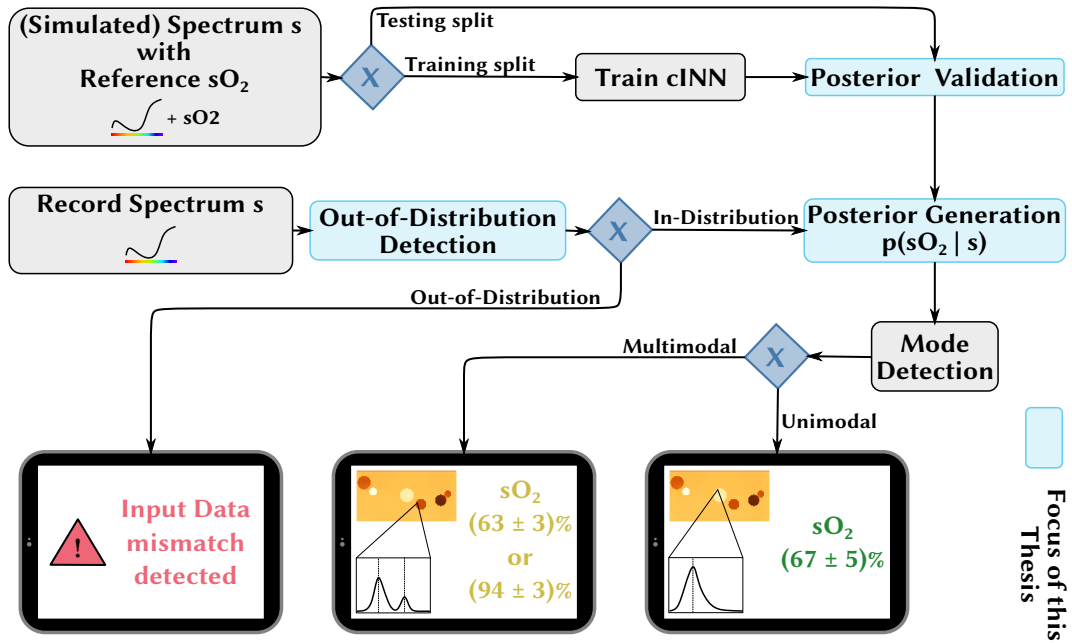 (Simulated) Spectrum s
with
Reference sO₂
+ sO2
X
Testing split
Training split
Train cINN
Posterior Validation
Record Spectrum s
Out-of-Distribution
Detection
X
In-Distribution
Posterior Generation
p(sO₂ | s)
Out-of-Distribution
Mode
Detection
X
Multimodal
Unimodal
!
Input Data
mismatch
detected
sO₂
(63 ± 3)%
or
(94 ± 3)%
sO₂
(67 ± 5)%
Focus of this
Thesis